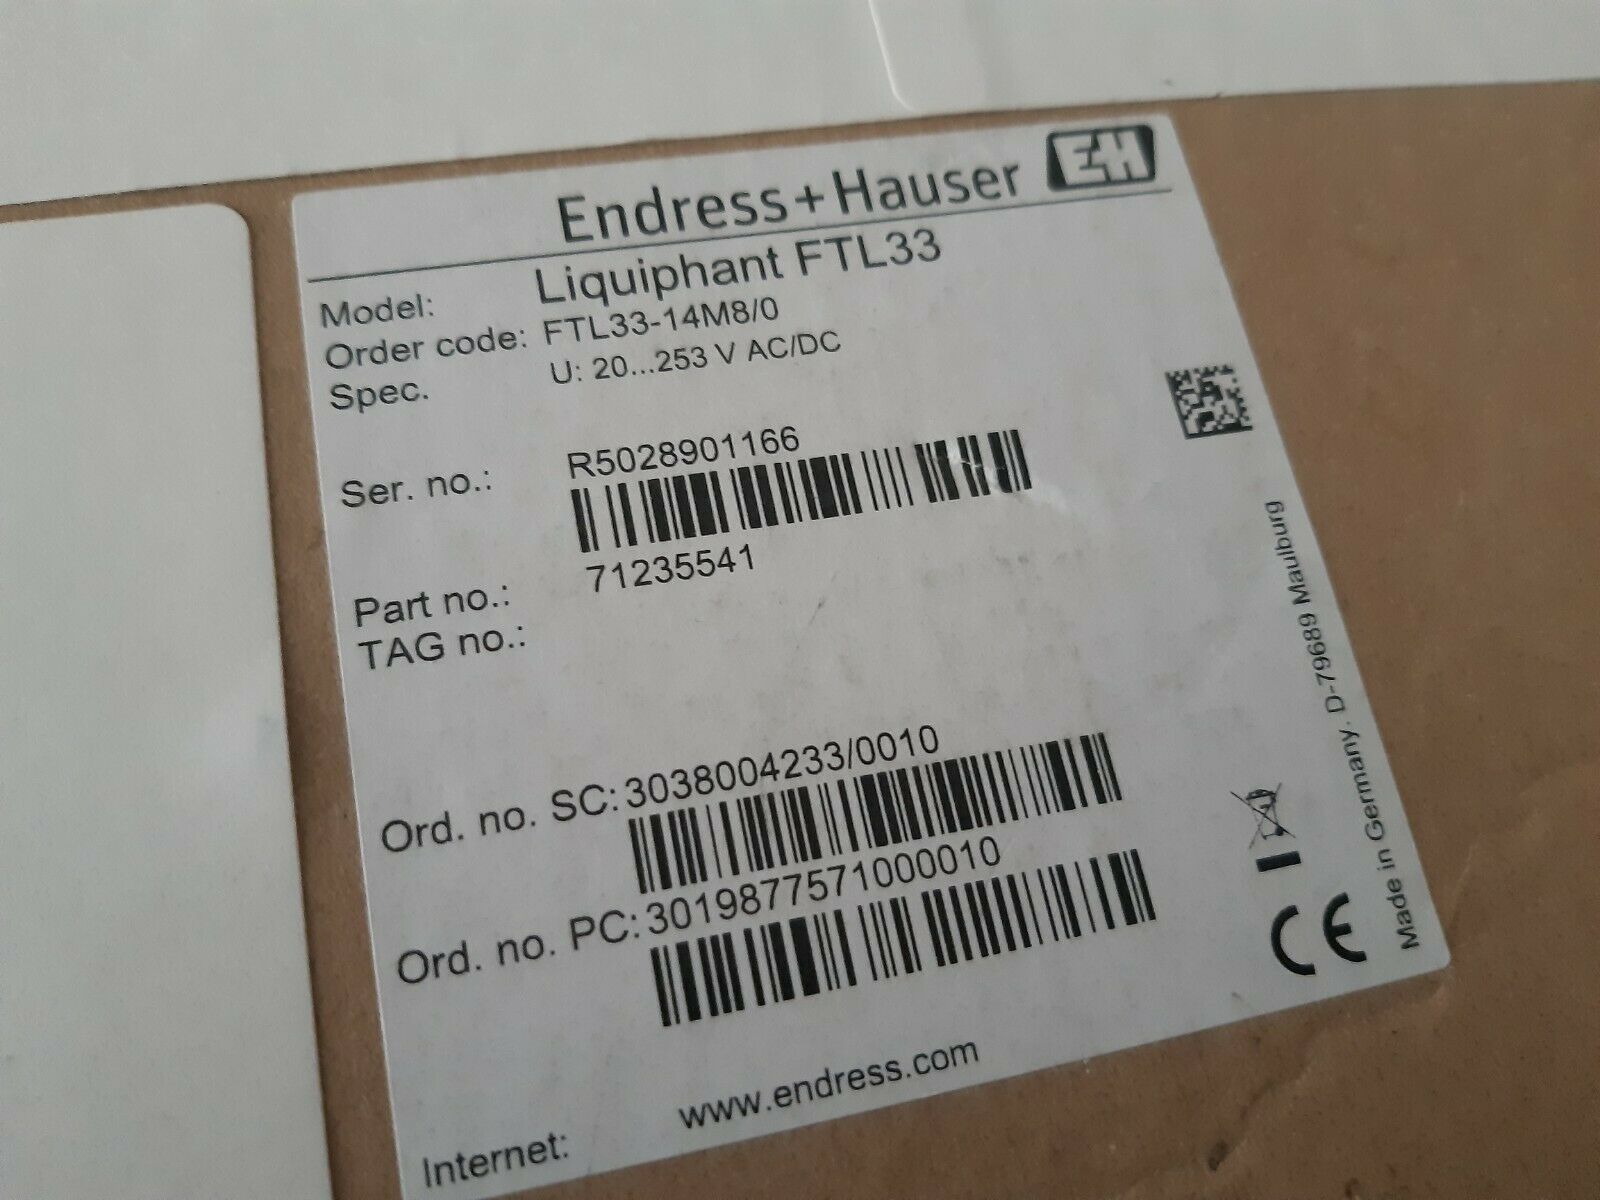 Endress+Hauser EH
Model: Liquiphant FTL33
Order code: FTL33-14M8/0
Spec. U: 20...253 V AC/DC
Ser. no.: R5028901166
Part no.: 71235541
TAG no.:
Ord. no. SC: 3038004233/0010
Ord. no. PC: 3019877571000010
Internet: www.endress.com
Made in Germany. D-79689 Maulburg
CE